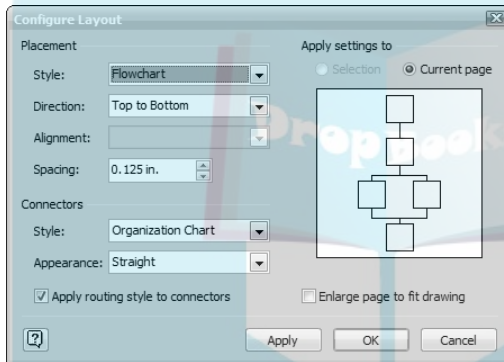 Configure Layout
Placement
Style: Flowchart
Direction: Top to Bottom
Alignment:
Spacing: 0.125 in.
Connectors
Style: Organization Chart
Appearance: Straight
Apply routing style to connectors
Apply settings to
Selection Current page
DropBook
Enlarge page to fit drawing
Apply OK Cancel